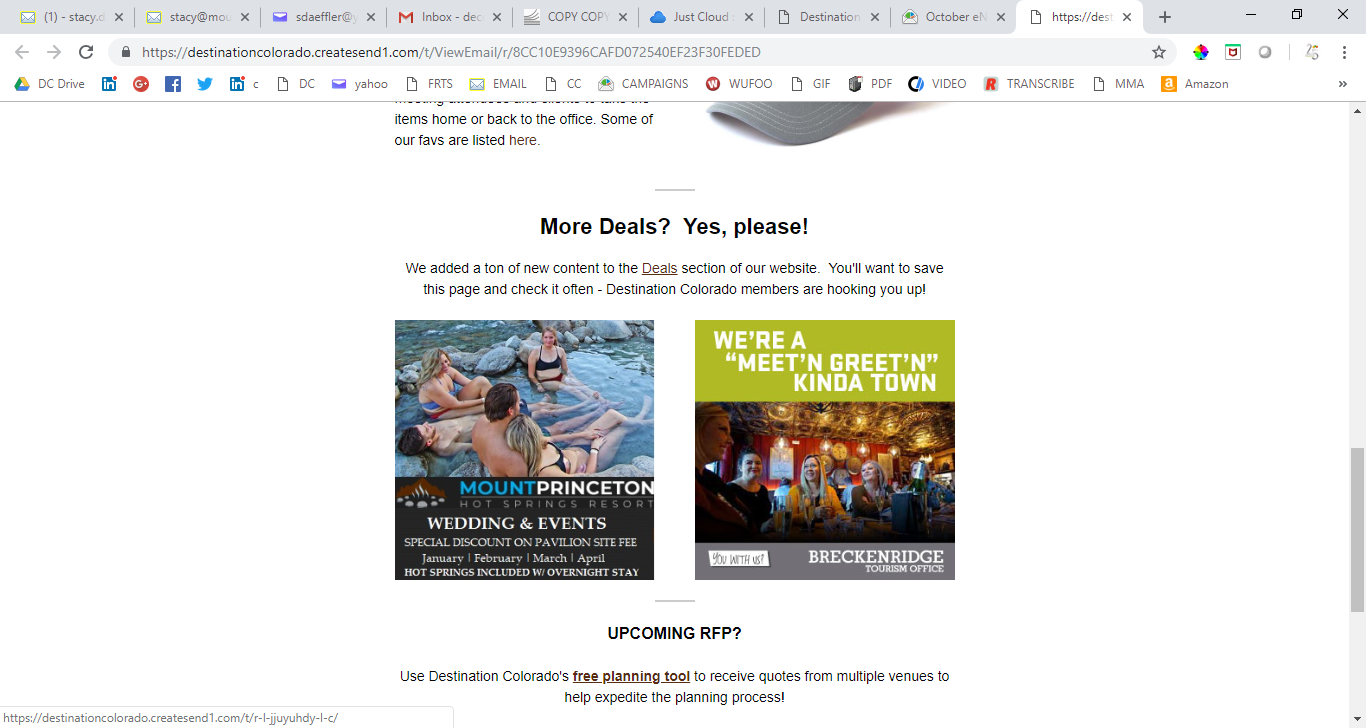 (1) - stacy.d
stacy@mou
sdaeffler@y
Inbox - dec
COPY COPY
Just Cloud
Destination
October eN
https://dest
https://destinationcolorado.createsend1.com/t/ViewEmail/r/8CC10E9396CAFD072540EF23F30FEDED
DC Drive
c
DC
yahoo
FRTS
EMAIL
CC
CAMPAIGNS
WUFOO
GIF
PDF
VIDEO
TRANSCRIBE
MMA
Amazon
»
meeting attendees and clients to take the
items home or back to the office. Some of
our favs are listed here.
More Deals?  Yes, please!
We added a ton of new content to the Deals section of our website.  You'll want to save
this page and check it often - Destination Colorado members are hooking you up!
MOUNTPRINCETON
HOT SPRINGS RESORT
WEDDING & EVENTS
SPECIAL DISCOUNT ON PAVILION SITE FEE
January | February | March | April
HOT SPRINGS INCLUDED W/ OVERNIGHT STAY
WE'RE A
"MEET'N GREET'N"
KINDA TOWN
YOU WITH US?
BRECKENRIDGE
TOURISM OFFICE
UPCOMING RFP?
Use Destination Colorado's free planning tool to receive quotes from multiple venues to
help expedite the planning process!
https://destinationcolorado.createsend1.com/t/r-l-jjuyuhdy-l-c/